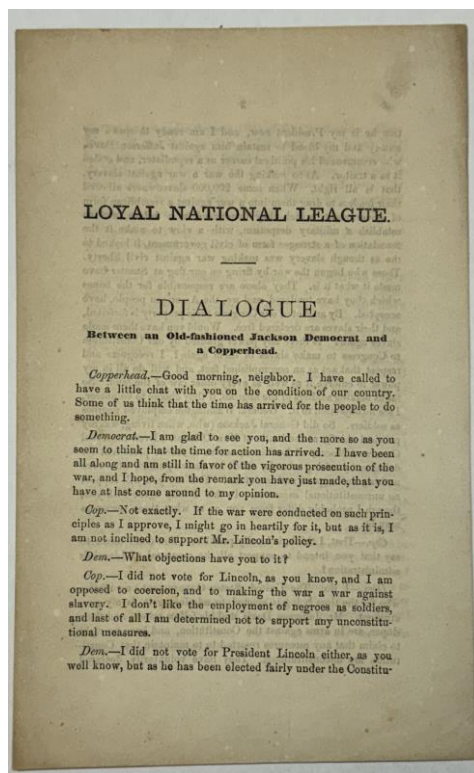 LOYAL NATIONAL LEAGUE.
DIALOGUE
Between an Old-fashioned Jackson Democrat and
a Copperhead.
Copperhead.—Good morning, neighbor. I have called to
have a little chat with you on the condition of our country.
Some of us think that the time has arrived for the people to do
something.
Democrat.—I am glad to see you, and the more so as you
seem to think that the time for action has arrived. I have been
all along and am still in favor of the vigorous prosecution of the
war, and I hope, from the remark you have just made, that you
have at last come around to my opinion.
Cop.—Not exactly. If the war were conducted on such prin-
ciples as I approve, I might go in heartily for it, but as it is, I
am not inclined to support Mr. Lincoln's policy.
Dem.—What objections have you to it?
Cop.—I did not vote for Lincoln, as you know, and I am
opposed to coercion, and to making the war a war against
slavery. I don't like the employment of negroes as soldiers,
and last of all I am determined not to support any unconstitu-
tional measures.
Dem.—I did not vote for President Lincoln either, as you
well know, but as he has been elected fairly under the Constitu-